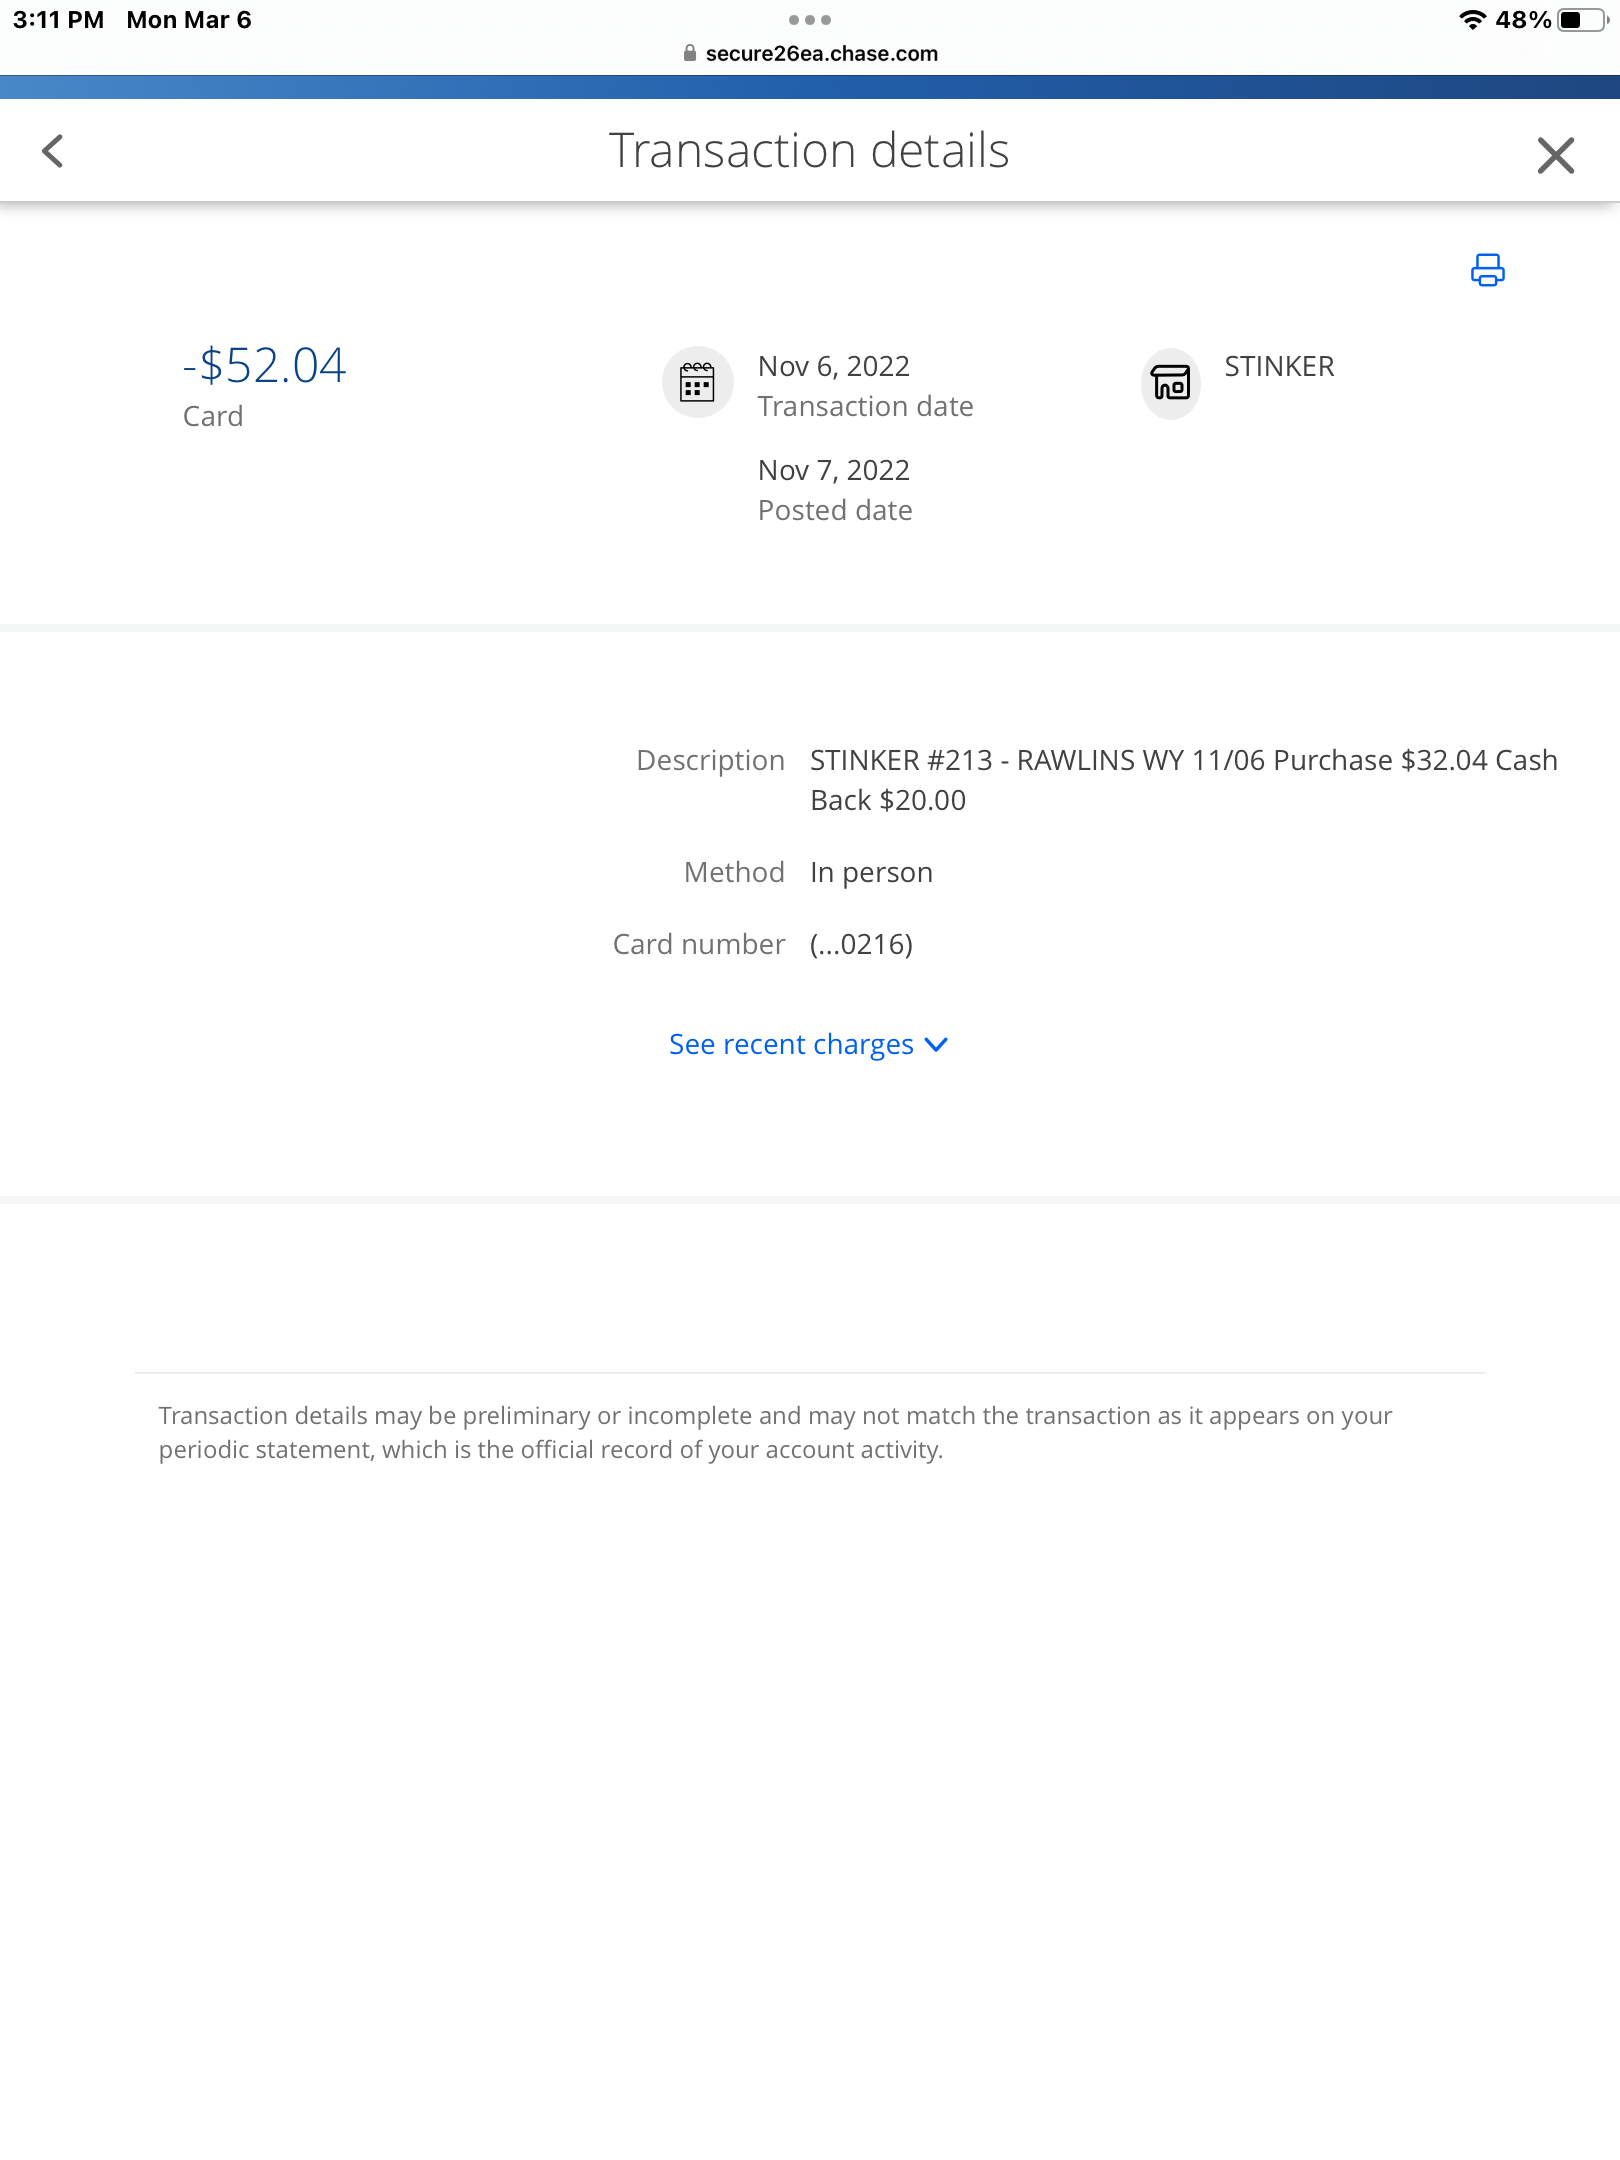 3:11 PM Mon Mar 6
48%
secure26ea.chase.com
Transaction details
-$52.04
Card
Nov 6, 2022
Transaction date
Nov 7, 2022
Posted date
STINKER
Description STINKER #213 - RAWLINS WY 11/06 Purchase $32.04 Cash
Back $20.00
Method In person
Card number (...0216)
See recent charges
Transaction details may be preliminary or incomplete and may not match the transaction as it appears on your
periodic statement, which is the official record of your account activity.